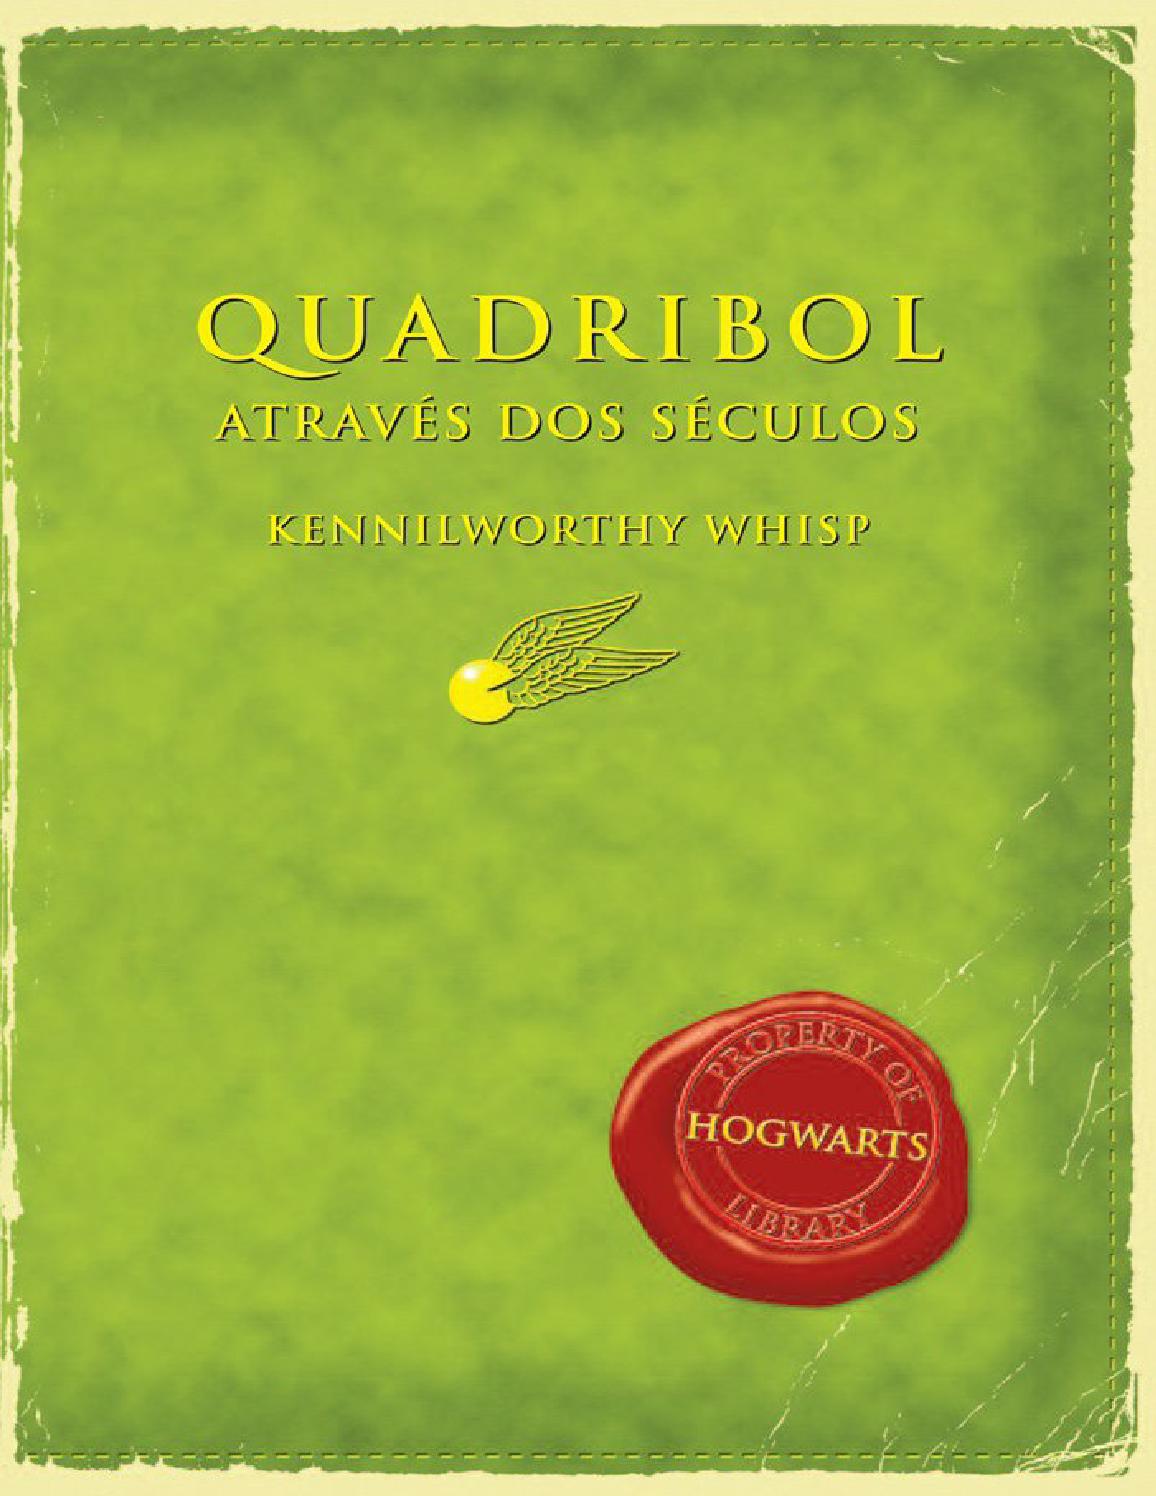 QUADRIBOL
ATRAVÉS DOS SÉCULOS
KENNILWORTHY WHISP
PROPERTY OF
HOGWARTS
LIBRARY